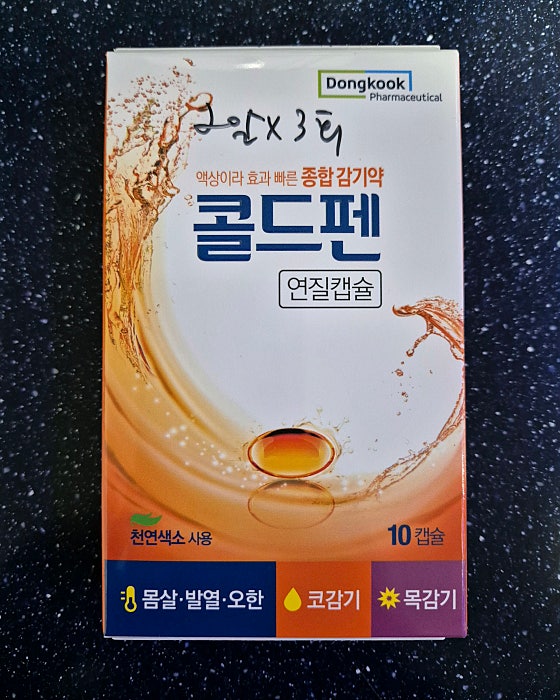 Dongkook
Pharmaceutical
2알 X 3회
액상이라 효과 빠른 종합 감기약
콜드펜
연질캡슐
천연색소 사용
10 캡슐
몸살·발열·오한
코감기
목감기